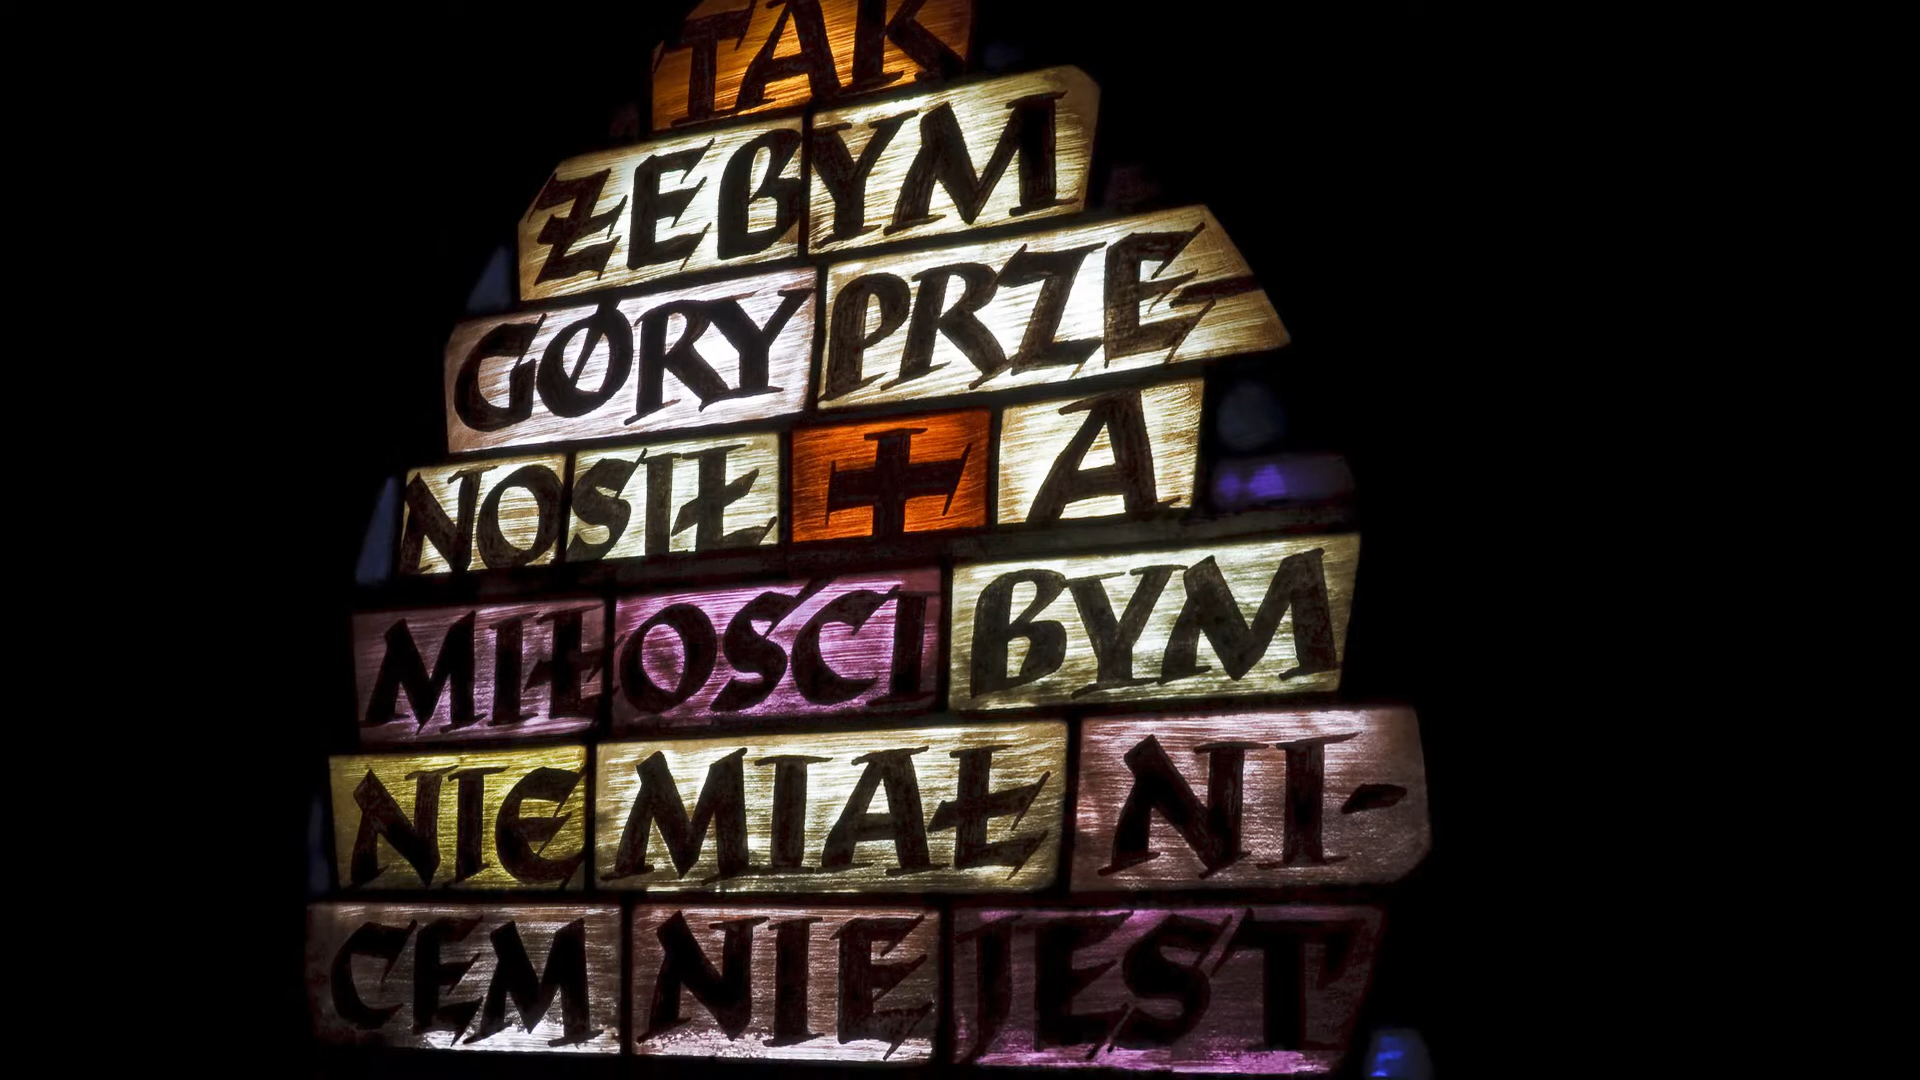 TAK
ŻEBYM
GÓRY PRZE-
NOSIŁ + A
MIŁOŚCI BYM
NIE MIAŁ NI-
CEM NIE JEST